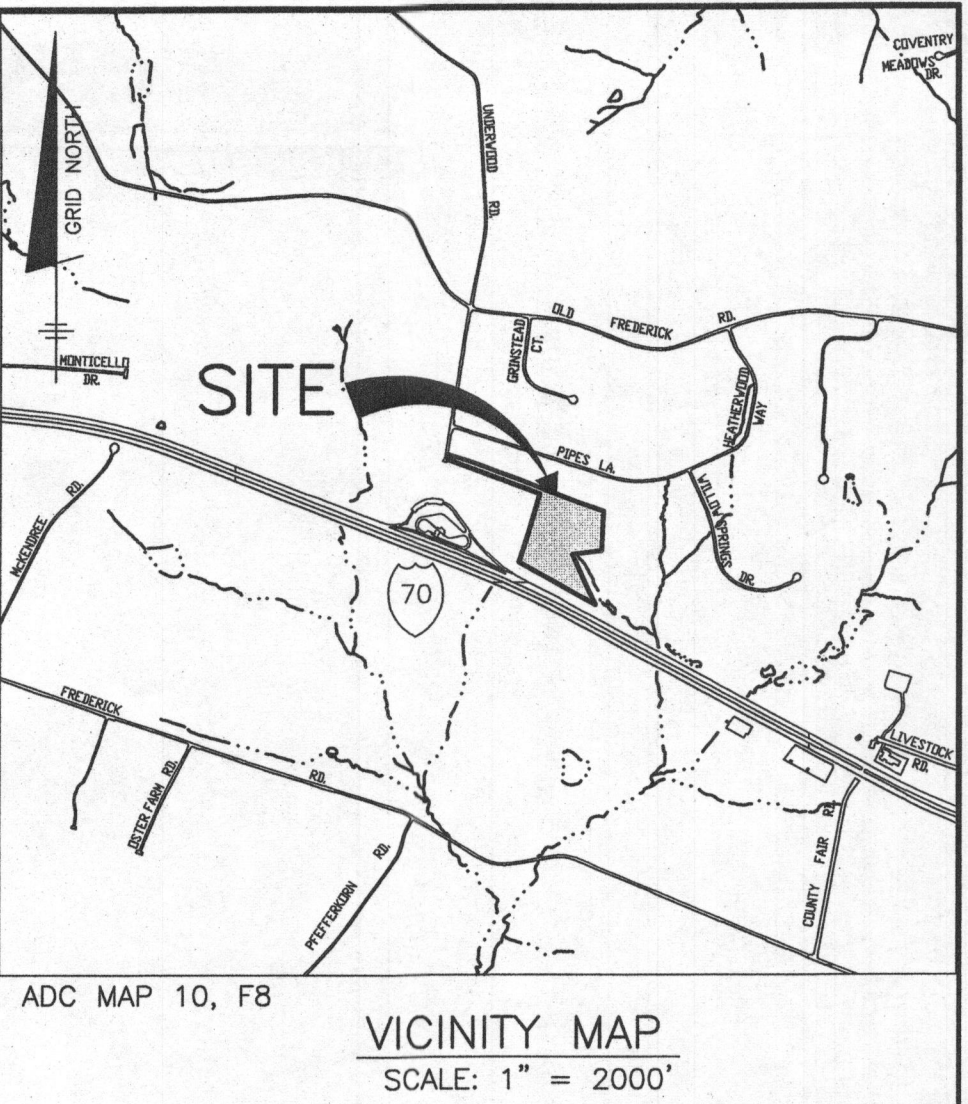 COVENTRY
MEADOWS
DR.
UNDERWOOD
RD.
GRID NORTH
OLD
FREDERICK
RD.
GRINSTEAD
CT.
MONTICELLO
DR.
SITE
HEATHERWOOD
WAY
PIPES LA.
WILLOW SPRINGS
DR.
McKENDREE
RD.
70
FREDERICK
RD.
OSTER FARM
RD.
PFEFFERKORN
RD.
LIVESTOCK
RD.
COUNTY FAIR
RD.
ADC MAP 10, F8
VICINITY MAP
SCALE: 1" = 2000'